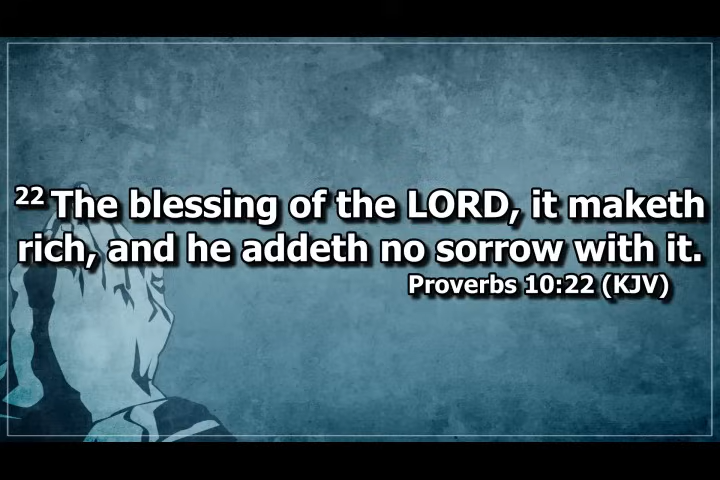 22 The blessing of the LORD, it maketh
rich, and he addeth no sorrow with it.
Proverbs 10:22 (KJV)